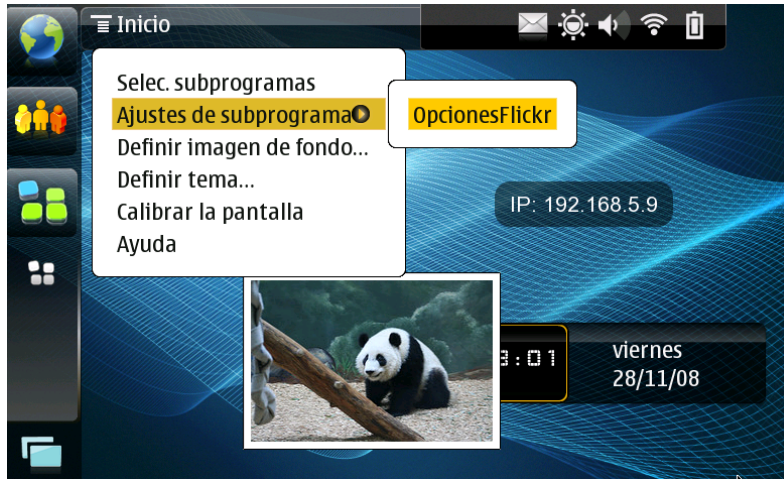 Inicio
Selec. subprogramas
Ajustes de subprograma
OpcionesFlickr
Definir imagen de fondo...
Definir tema...
Calibrar la pantalla
Ayuda
IP: 192.168.5.9
:01
viernes
28/11/08